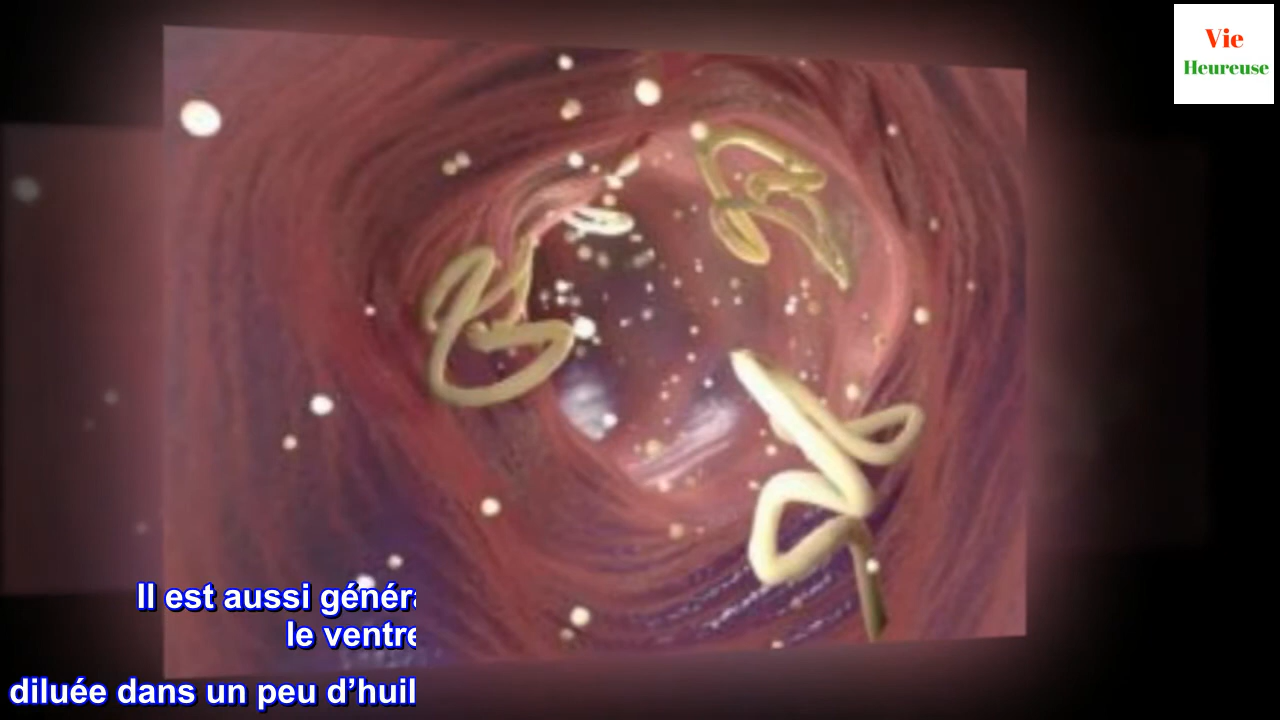 Vie
Heureuse
Il est aussi génér
le ventre
diluée dans un peu d’huil